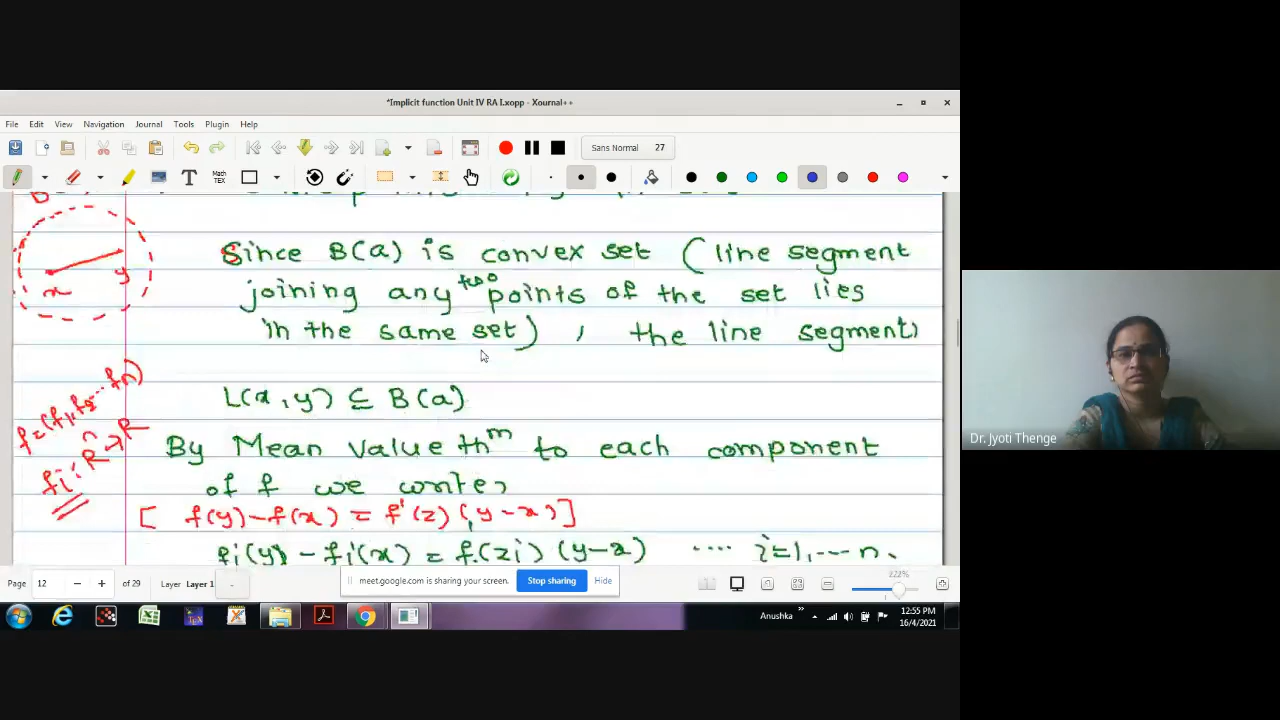 *Implicit function Unit IV RA I.xopp - Xournal++
File Edit View Navigation Journal Tools Plugin Help
Sans Normal 27
Since B(a) is convex set (line segment
joining any two points of the set lies
in the same set), the line segment
x
y
L(x,y) ⊆ B(a)
f=(f1,f2...fn)
fi: R^n → R
By Mean value th^m to each component
of f we write,
[ f(y)-f(x) = f'(z)(y-x)]
fi(y) - fi(x) = f.(zi) (y-x) .... i=1,...n.
Page 12 of 29 Layer Layer 1
meet.google.com is sharing your screen. Stop sharing Hide
222%
Anushka
12:55 PM
16/4/2021
Dr. Jyoti Thenge